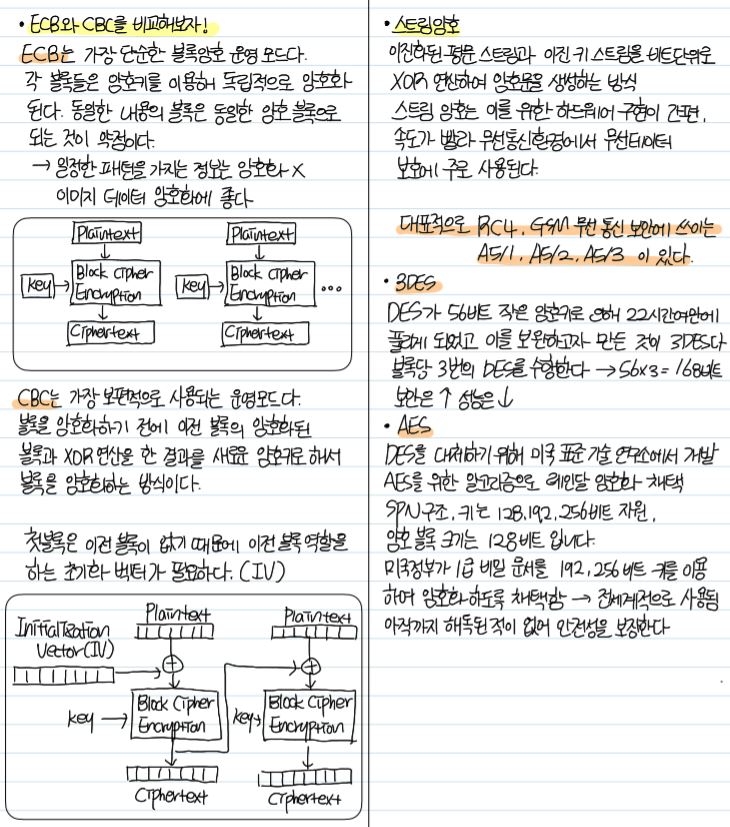 • ECB와 CBC를 비교해보자!
ECB는 가장 단순한 블록암호 운영 모드다.
각 블록들은 암호키를 이용해 독립적으로 암호화
된다. 동일한 내용의 블록은 동일한 암호 블록으로
되는 것이 약점이다.
→ 일정한 패턴을 가지는 정보는 암호화 X
이미지 데이터 암호화에 좋다
Plaintext Plaintext
key → Block Cipher Encryption key → Block Cipher Encryption ...
Ciphertext Ciphertext
CBC는 가장 보편적으로 사용되는 운영모드다.
블록을 암호화하기 전에 이전 블록의 암호화된
블록과 XOR연산을 한 결과를 새로운 암호키로 해서
블록을 암호화하는 방식이다.
첫블록은 이전 블록이 없기 때문에 이전 블록 역할을
하는 초기화 벡터가 필요하다. (IV)
Plaintext Plaintext
Initialization
Vector(IV)
key → Block Cipher Encryption key → Block Cipher Encryption
Ciphertext Ciphertext
• 스트림암호
이진화된 평문 스트림과 이진 키 스트림을 비트단위로
XOR 연산하여 암호문을 생성하는 방식
스트림 암호는 이를 위한 하드웨어 구현이 간편,
속도가 빨라 무선통신환경에서 무선데이터
보호에 주로 사용된다.
대표적으로 RC4, GSM 무선 통신 보안에 쓰이는
A5/1, A5/2, A5/3 이 있다.
• 3DES
DES가 56비트 작은 암호키로 인해 22시간여만에
풀리게 되었고 이를 보완하고자 만든 것이 3DES다
블록당 3번의 DES를 수행한다 → 56x3 = 168비트
보안은 ↑ 성능은 ↓
• AES
DES를 대체하기 위해 미국 표준 기술 연구소에서 개발
AES를 위한 알고리즘으로 레인달 암호화 채택
SPN구조, 키는 128,192,256비트 지원,
암호 블록 크기는 128비트 입니다.
미국정부가 1급 비밀 문서를 192,256비트 키를 이용
하여 암호화 하도록 채택함 → 전세계적으로 사용됨
아직까지 해독된 적이 없어 안전성을 보장한다